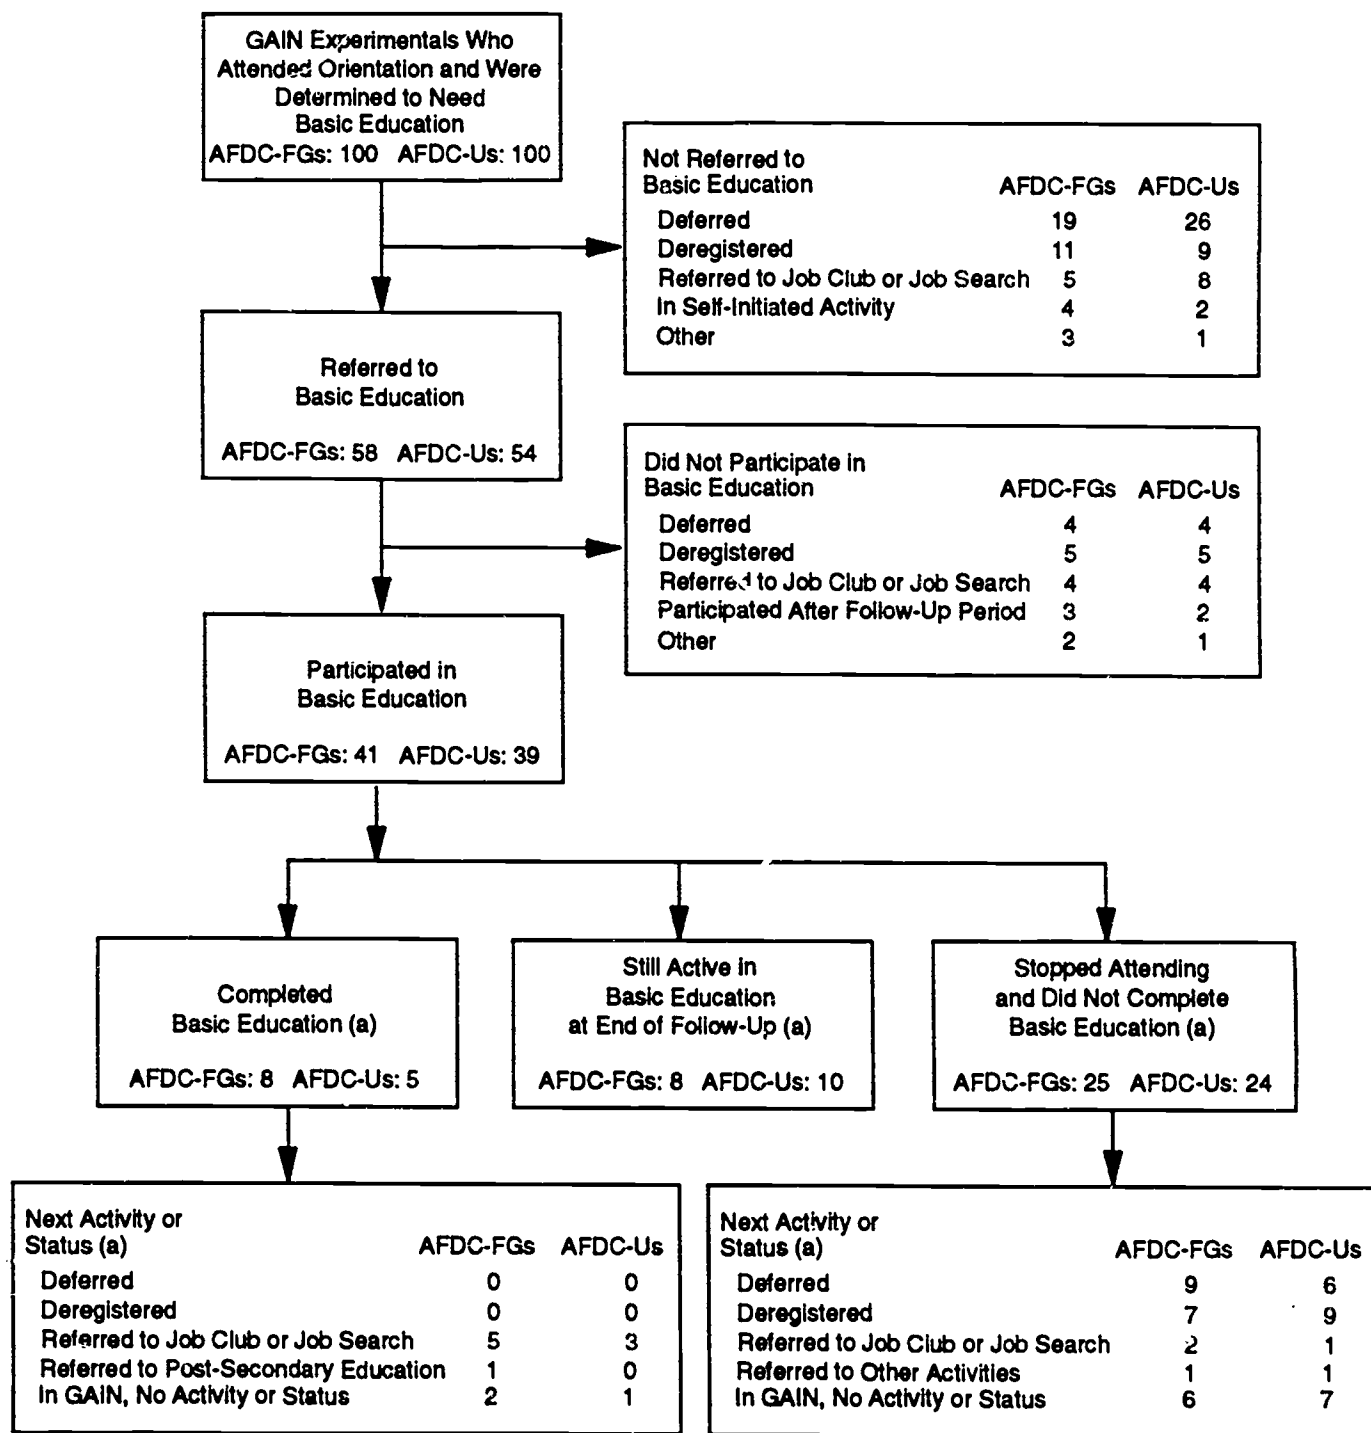 GAIN Experimentals Who
Attended Orientation and Were
Determined to Need
Basic Education
AFDC-FGs: 100 AFDC-Us: 100
Not Referred to
Basic Education AFDC-FGs AFDC-Us
Deferred 19 26
Deregistered 11 9
Referred to Job Club or Job Search 5 8
In Self-Initiated Activity 4 2
Other 3 1
Referred to
Basic Education
AFDC-FGs: 58 AFDC-Us: 54
Did Not Participate in
Basic Education AFDC-FGs AFDC-Us
Deferred 4 4
Deregistered 5 5
Referred to Job Club or Job Search 4 4
Participated After Follow-Up Period 3 2
Other 2 1
Participated in
Basic Education
AFDC-FGs: 41 AFDC-Us: 39
Completed
Basic Education (a)
AFDC-FGs: 8 AFDC-Us: 5
Still Active in
Basic Education
at End of Follow-Up (a)
AFDC-FGs: 8 AFDC-Us: 10
Stopped Attending
and Did Not Complete
Basic Education (a)
AFDC-FGs: 25 AFDC-Us: 24
Next Activity or
Status (a) AFDC-FGs AFDC-Us
Deferred 0 0
Deregistered 0 0
Referred to Job Club or Job Search 5 3
Referred to Post-Secondary Education 1 0
In GAIN, No Activity or Status 2 1
Next Activity or
Status (a) AFDC-FGs AFDC-Us
Deferred 9 6
Deregistered 7 9
Referred to Job Club or Job Search 2 1
Referred to Other Activities 1 1
In GAIN, No Activity or Status 6 7